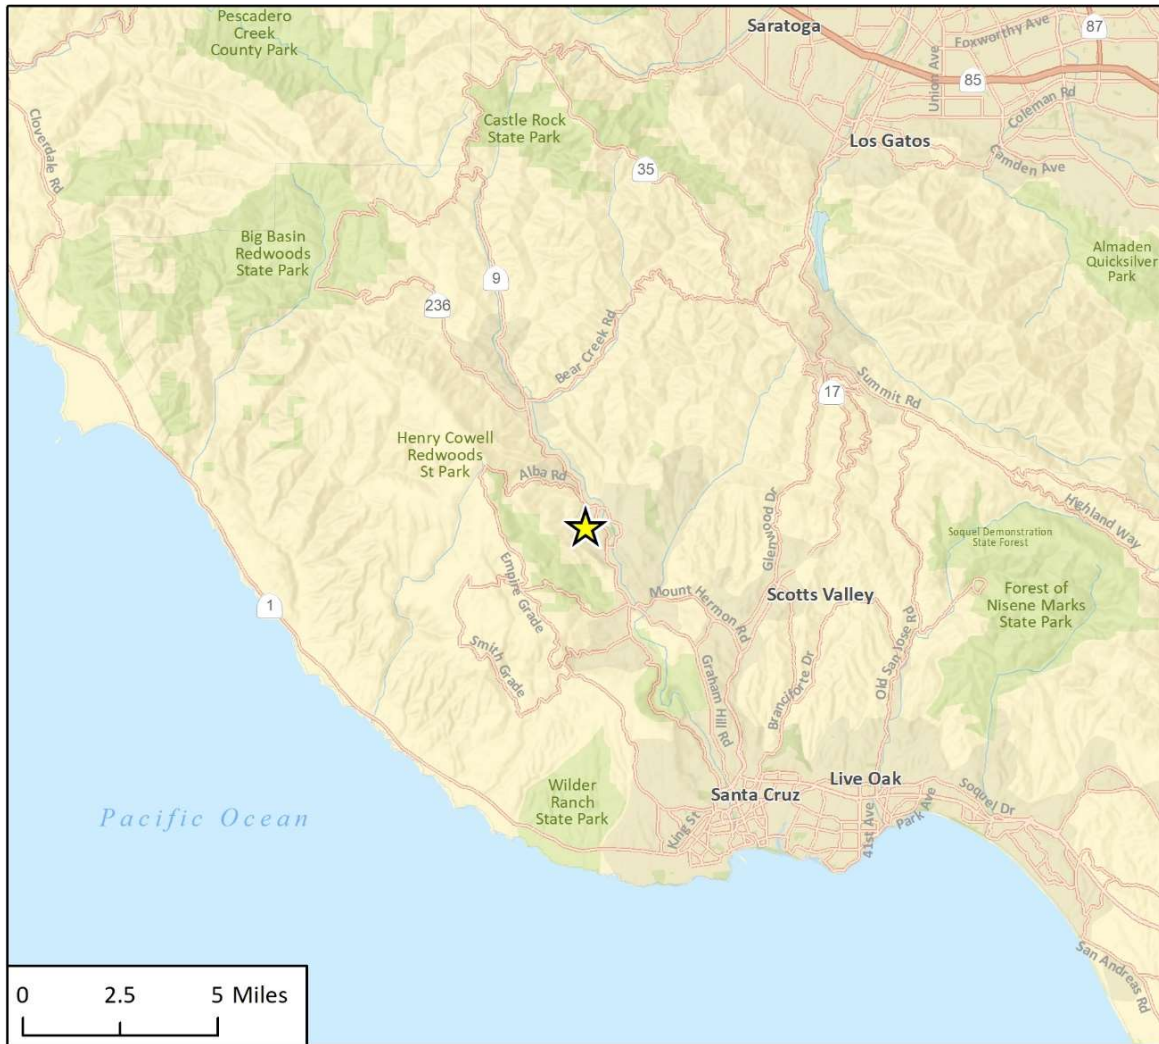 Pescadero
Creek
County Park
Saratoga
Foxworthy Ave
87
Union Ave
85
Coleman Rd
Cloverdale Rd
Castle Rock
State Park
Los Gatos
Camden Ave
35
Big Basin
Redwoods
State Park
9
Almaden
Quicksilver
Park
236
Bear Creek Rd
Summit Rd
17
Henry Cowell
Redwoods
St Park
Alba Rd
Highland Way
Glenwood Dr
Soquel Demonstration
State Forest
Empire Grade
Mount Hermon Rd
Scotts Valley
Forest of
Nisene Marks
State Park
1
Smith Grade
Graham Hill Rd
Branciforte Dr
Old San Jose Rd
Wilder
Ranch
State Park
Live Oak
Santa Cruz
Soquel Dr
Pacific Ocean
King St
41st Ave
Park Ave
San Andreas Rd
0 2.5 5 Miles